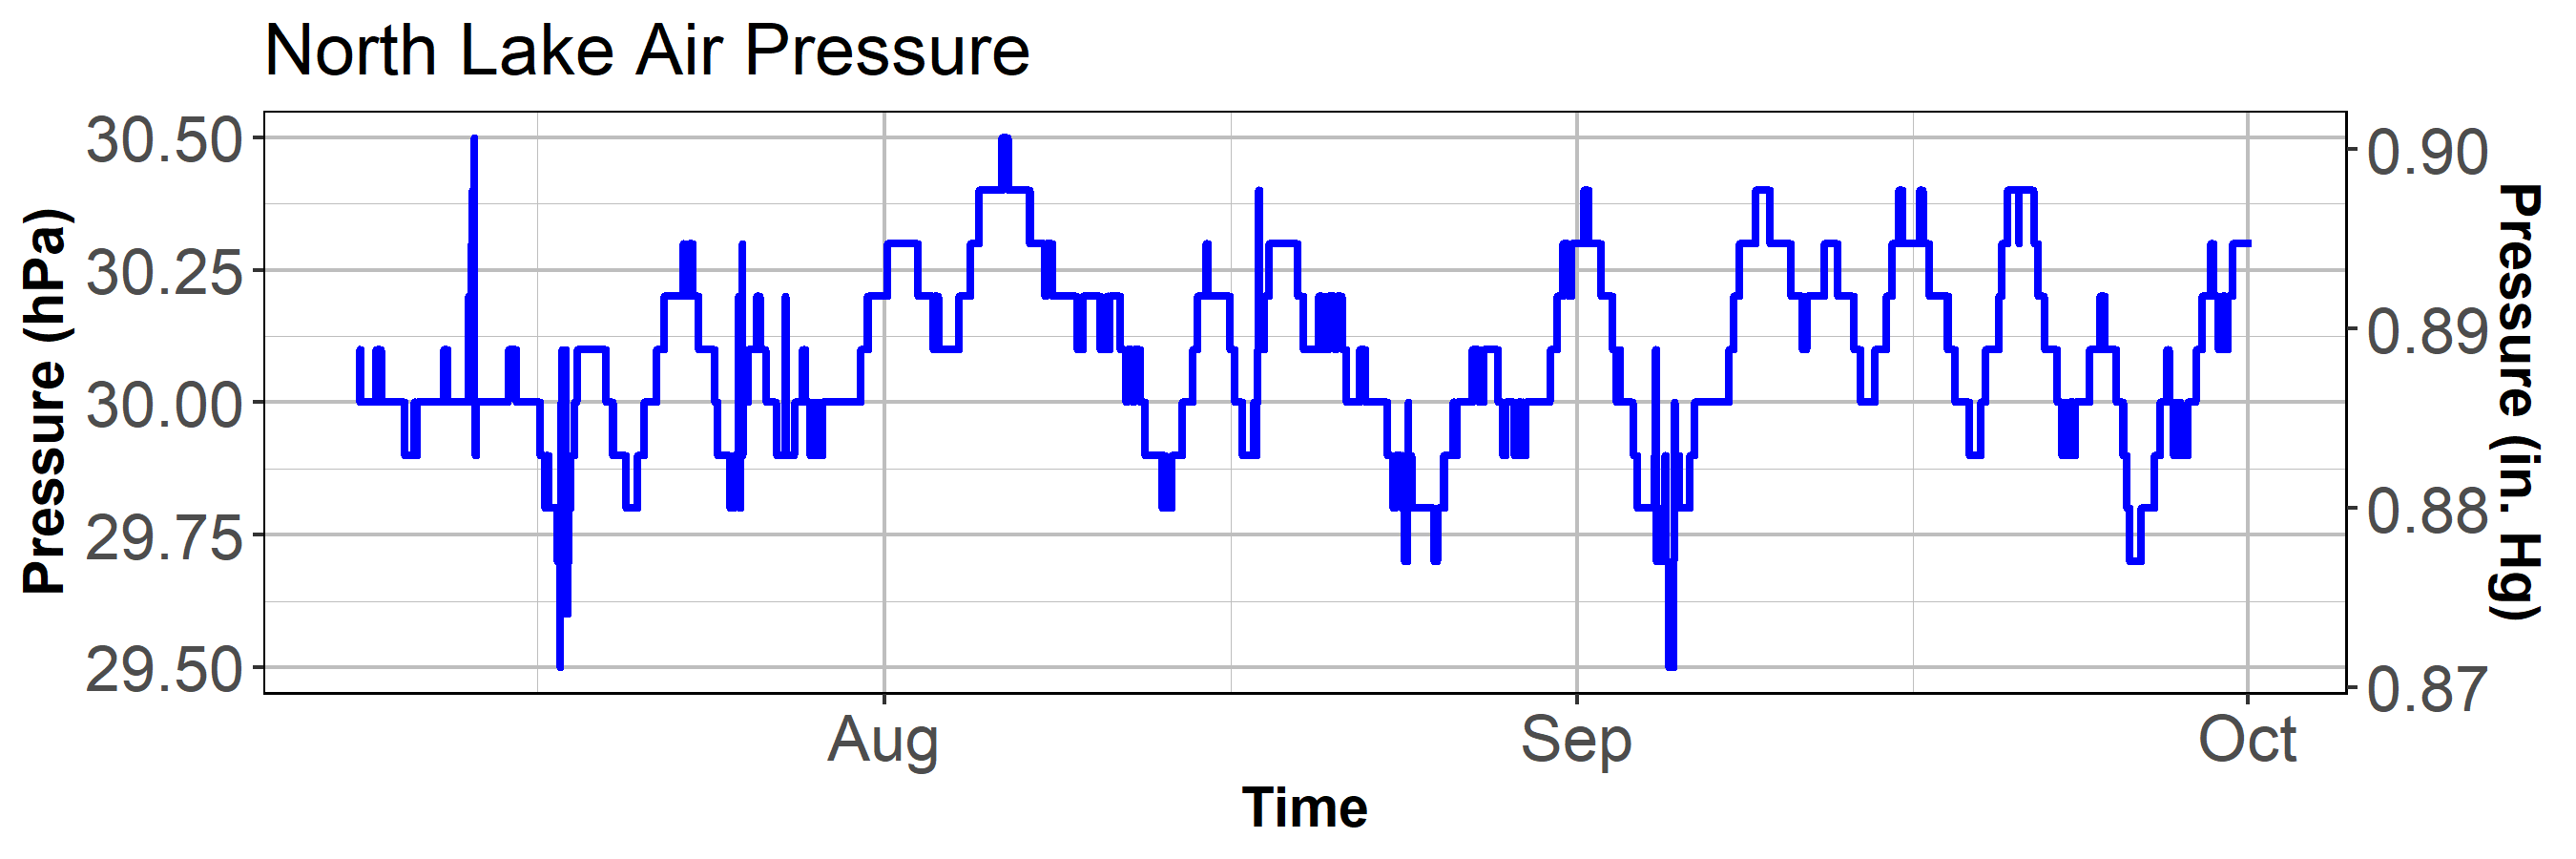 North Lake Air Pressure
Pressure (hPa)
30.50
30.25
30.00
29.75
29.50
0.90
0.89
0.88
0.87
Pressure (in. Hg)
Aug
Sep
Oct
Time